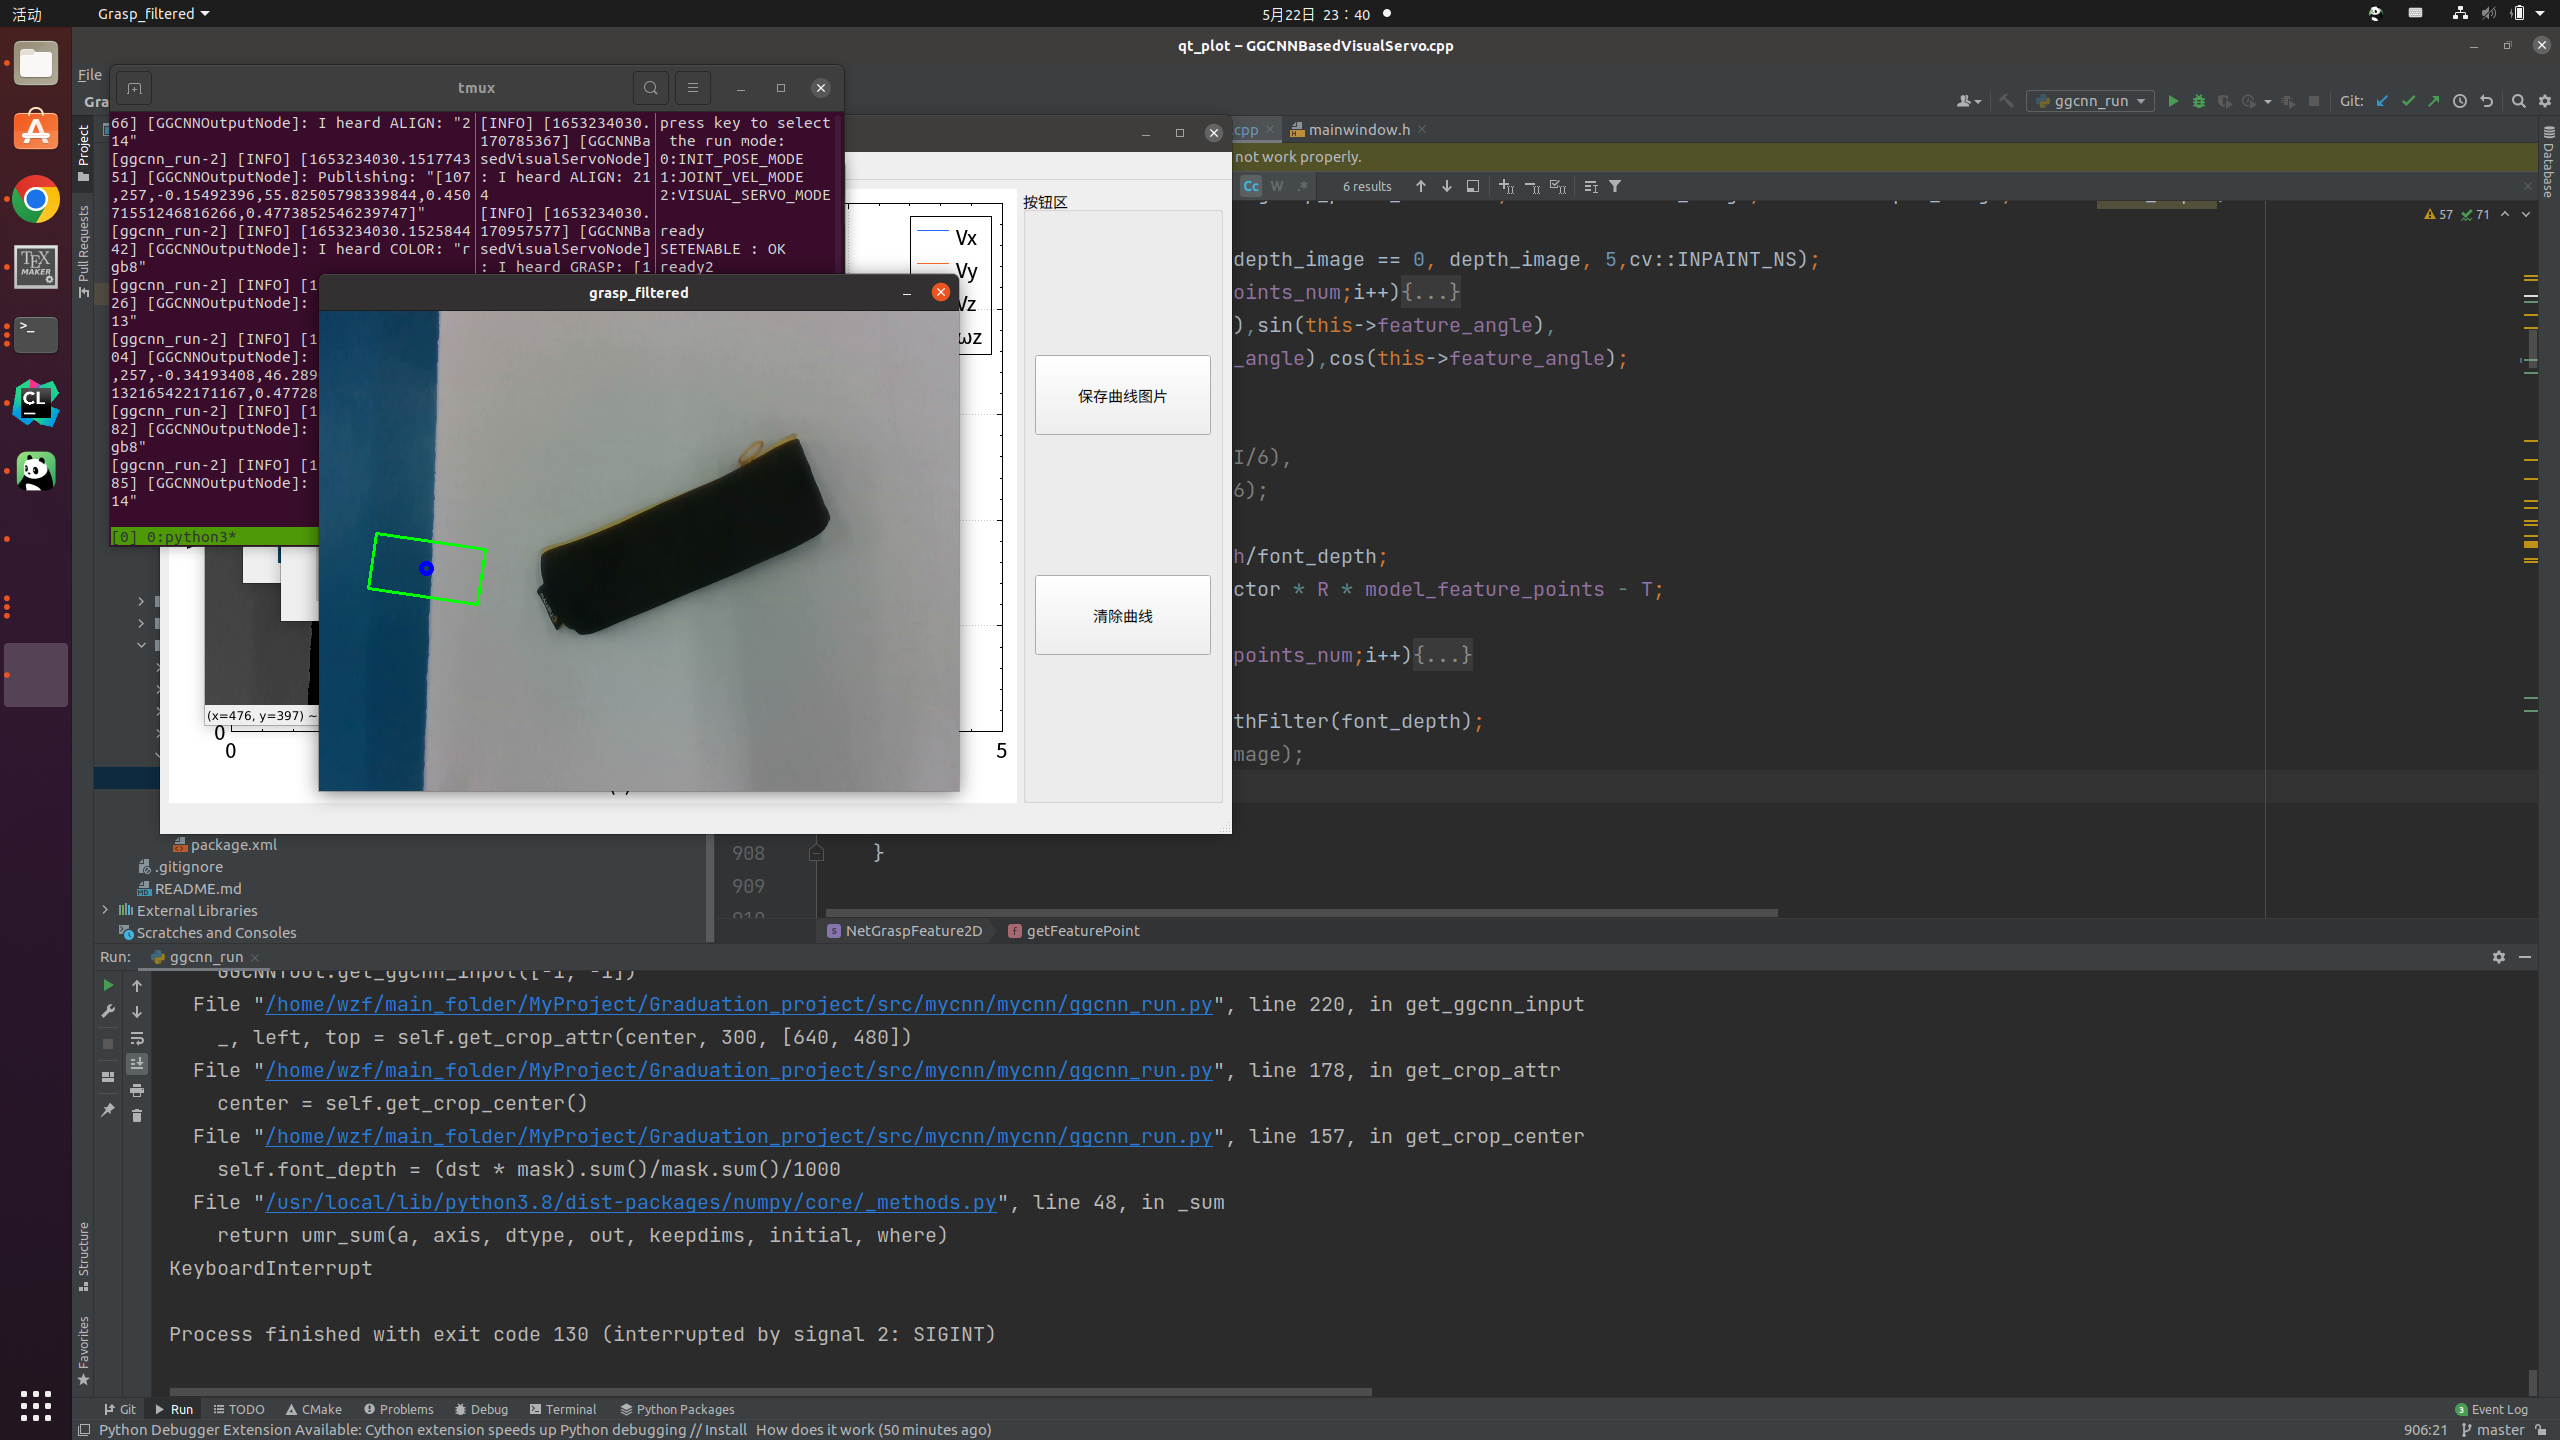 活动
Grasp_filtered
5月22日 23：40
qt_plot – GGCNNBasedVisualServo.cpp
File
Gra
ggcnn_run
Git:
tmux
66] [GGCNNOutputNode]: I heard ALIGN: "2
14"
[ggcnn_run-2] [INFO] [1653234030.1517743
51] [GGCNNOutputNode]: Publishing: "[107
,257,-0.15492396,55.82505798339844,0.450
71551246816266,0.4773852546239747]"
[ggcnn_run-2] [INFO] [1653234030.1525844
42] [GGCNNOutputNode]: I heard COLOR: "r
gb8"
[ggcnn_run-2] [INFO] [1
26] [GGCNNOutputNode]:
13"
[ggcnn_run-2] [INFO] [1
04] [GGCNNOutputNode]:
,257,-0.34193408,46.289
132165422171167,0.47728
[ggcnn_run-2] [INFO] [1
82] [GGCNNOutputNode]:
gb8"
[ggcnn_run-2] [INFO] [1
85] [GGCNNOutputNode]:
14"
[0] 0:python3*
[INFO] [1653234030.
170785367] [GGCNNBa
sedVisualServoNode]
: I heard ALIGN: 21
4
[INFO] [1653234030.
170957577] [GGCNNBa
sedVisualServoNode]
: I heard GRASP: [1
press key to select
the run mode:
0:INIT_POSE_MODE
1:JOINT_VEL_MODE
2:VISUAL_SERVO_MODE
ready
SETENABLE : OK
ready2
Project
Pull Requests
Structure
Favorites
Database
grasp_filtered
Vx
Vy
Vz
ωz
(x=476, y=397) ~
0
0
5
按钮区
保存曲线图片
清除曲线
.cpp
mainwindow.h
not work properly.
Cc
W
6 results
57
71
depth_image == 0, depth_image, 5,cv::INPAINT_NS);
oints_num;i++){...}
),sin(this->feature_angle),
_angle),cos(this->feature_angle);
I/6),
6);
h/font_depth;
ctor * R * model_feature_points - T;
points_num;i++){...}
thFilter(font_depth);
mage);
908
}
909
package.xml
.gitignore
README.md
External Libraries
Scratches and Consoles
NetGraspFeature2D
getFeaturePoint
Run:
ggcnn_run
GGCNNTool.get_ggcnn_input([-1, -1])
File "/home/wzf/main_folder/MyProject/Graduation_project/src/mycnn/mycnn/ggcnn_run.py", line 220, in get_ggcnn_input
_, left, top = self.get_crop_attr(center, 300, [640, 480])
File "/home/wzf/main_folder/MyProject/Graduation_project/src/mycnn/mycnn/ggcnn_run.py", line 178, in get_crop_attr
center = self.get_crop_center()
File "/home/wzf/main_folder/MyProject/Graduation_project/src/mycnn/mycnn/ggcnn_run.py", line 157, in get_crop_center
self.font_depth = (dst * mask).sum()/mask.sum()/1000
File "/usr/local/lib/python3.8/dist-packages/numpy/core/_methods.py", line 48, in _sum
return umr_sum(a, axis, dtype, out, keepdims, initial, where)
KeyboardInterrupt
Process finished with exit code 130 (interrupted by signal 2: SIGINT)
Git
Run
TODO
CMake
Problems
Debug
Terminal
Python Packages
3 Event Log
Python Debugger Extension Available: Cython extension speeds up Python debugging // Install How does it work (50 minutes ago)
906:21
master